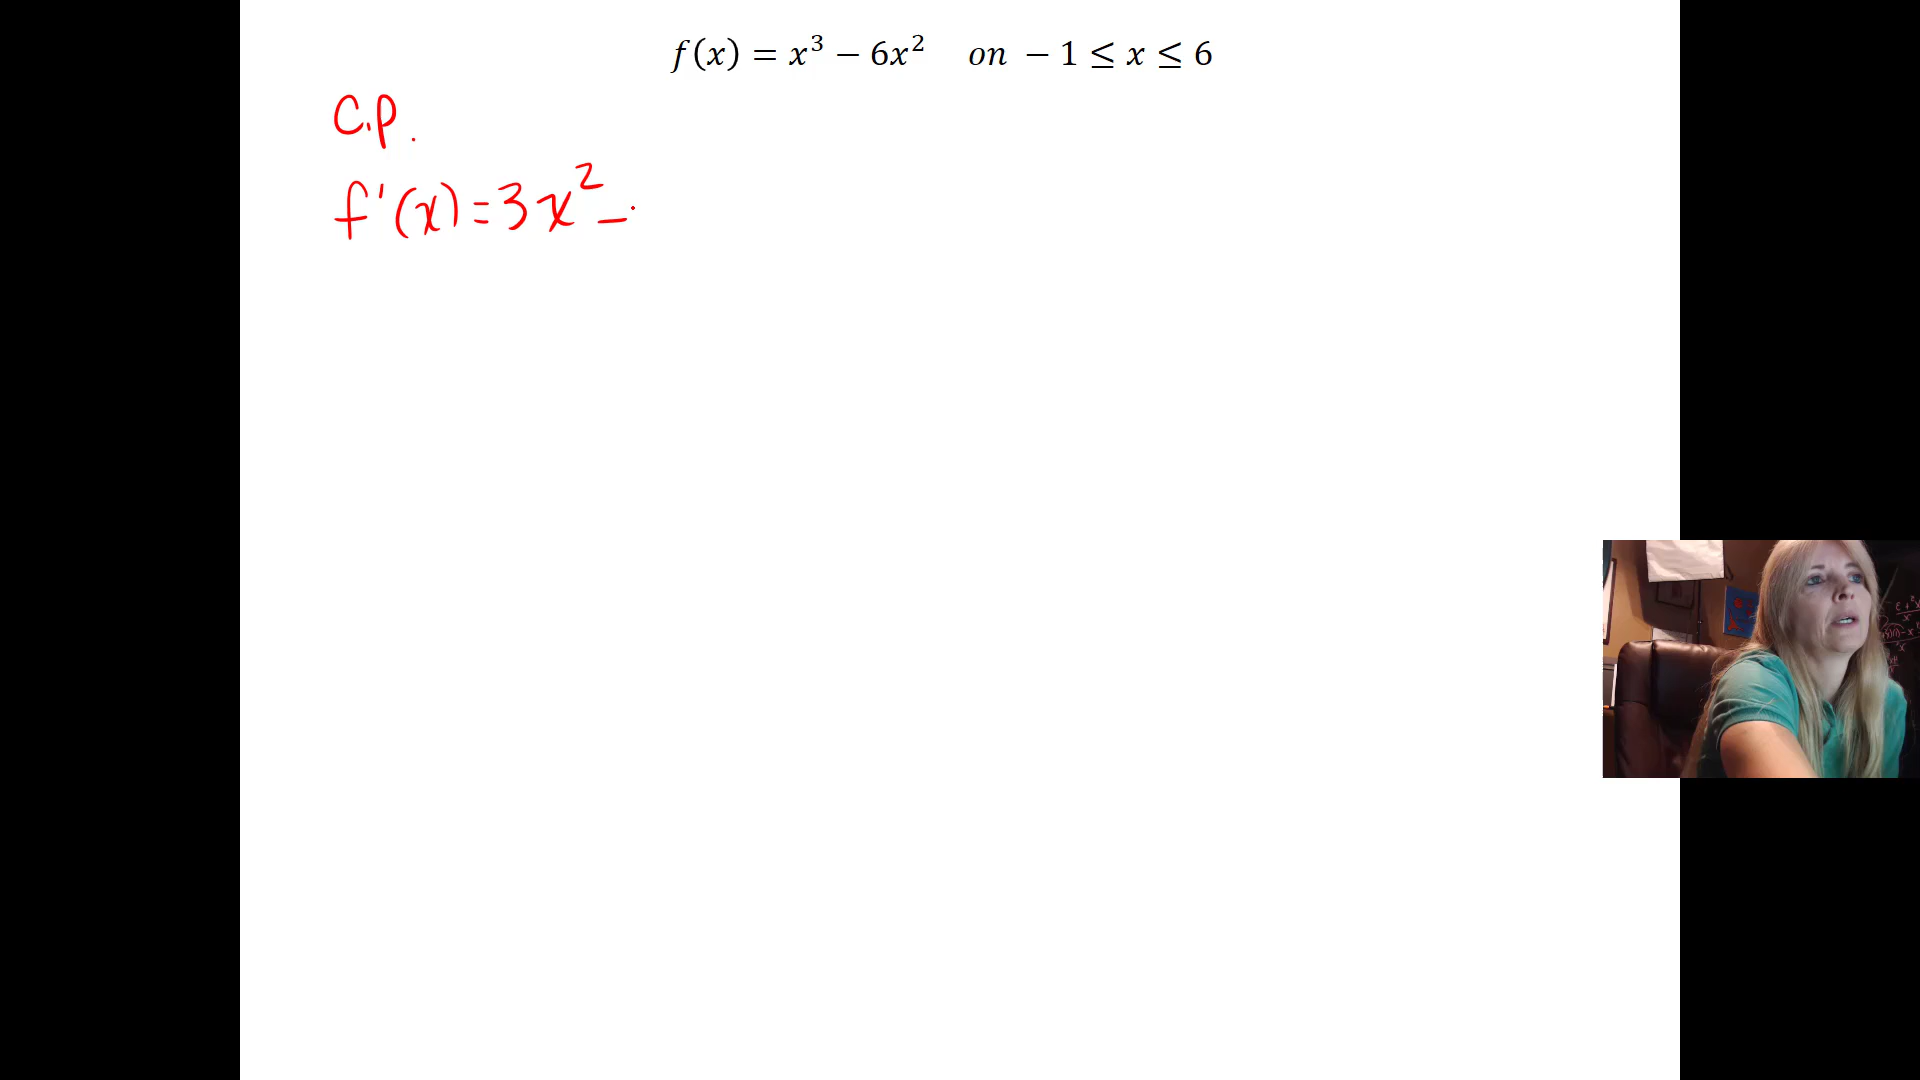 f(x) = x³ − 6x² on − 1 ≤ x ≤ 6
C.P.
f'(x) = 3x² −